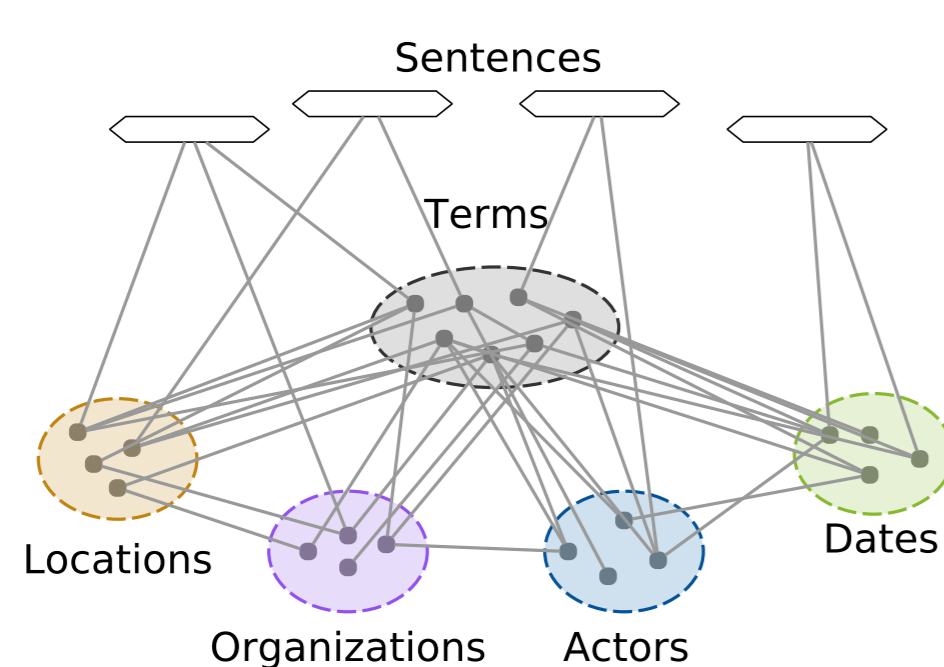 Sentences
Terms
Locations
Dates
Organizations
Actors